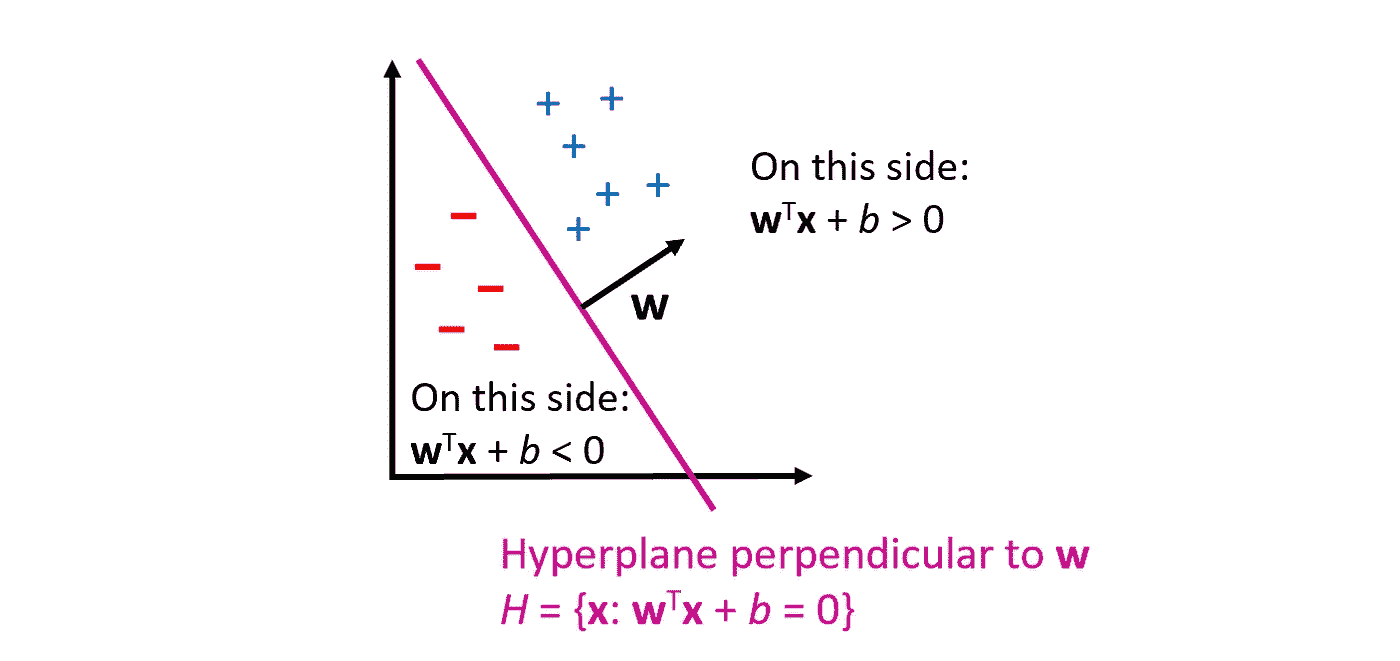 On this side:
𝐰ᵀ𝐱 + b > 0
w
On this side:
𝐰ᵀ𝐱 + b < 0
Hyperplane perpendicular to w
H = {x: wᵀx + b = 0}